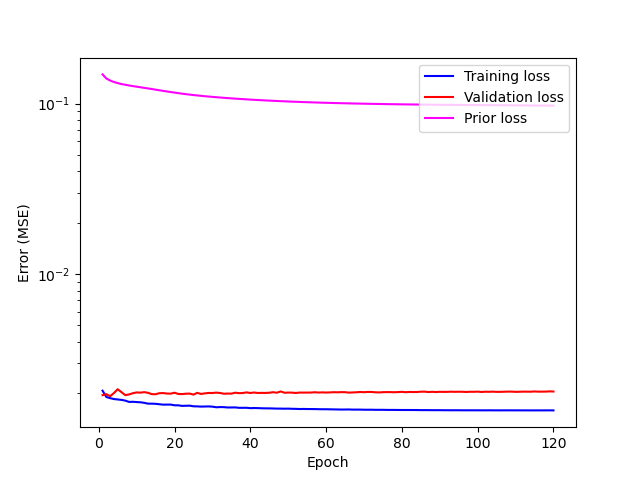 Training loss
Validation loss
Prior loss
10⁻¹
10⁻²
Error (MSE)
0 20 40 60 80 100 120
Epoch